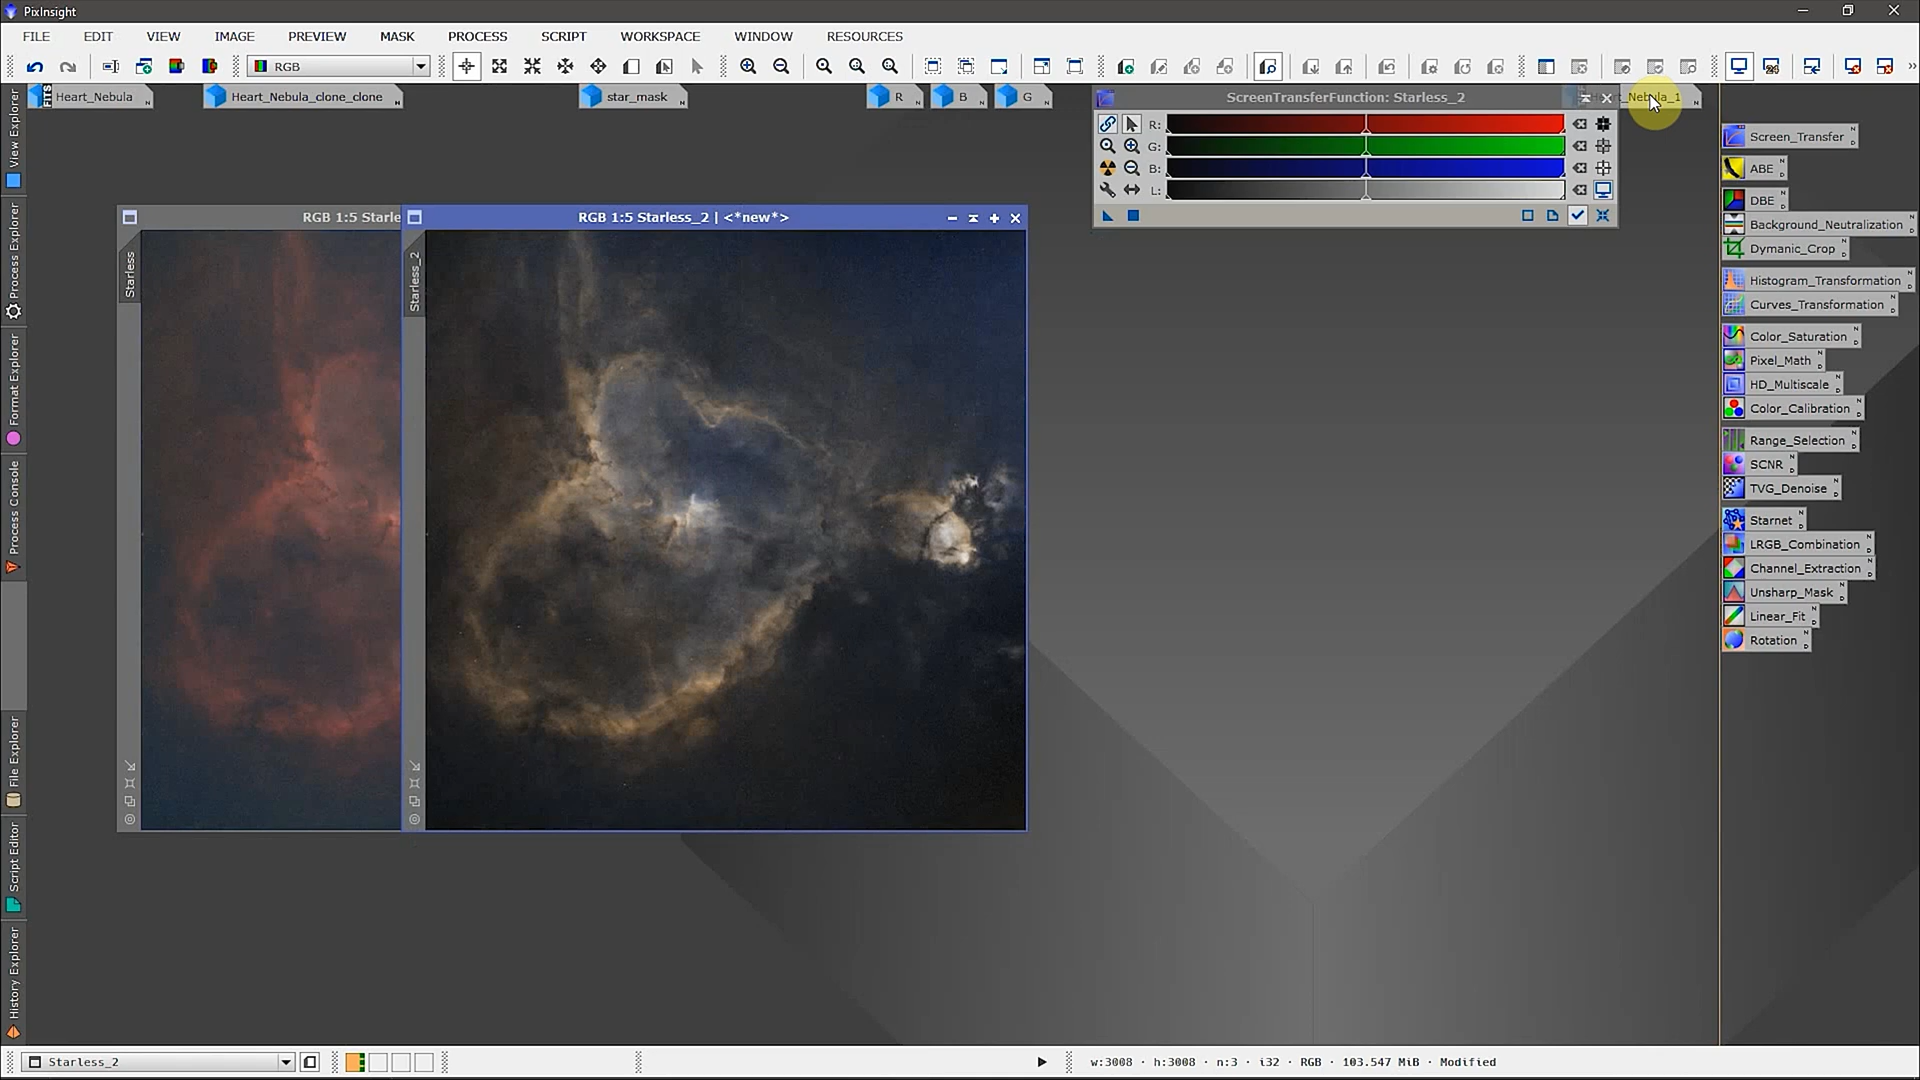 PixInsight
FILE EDIT VIEW IMAGE PREVIEW MASK PROCESS SCRIPT WORKSPACE WINDOW RESOURCES
RGB
Heart_Nebula
Heart_Nebula_clone_clone
star_mask
R
B
G
ScreenTransferFunction: Starless_2
_Nebula_1
R:
G:
B:
L:
View Explorer
Process Explorer
Format Explorer
Process Console
File Explorer
Script Editor
History Explorer
RGB 1:5 Starle
Starless
RGB 1:5 Starless_2 | <*new*>
Starless_2
Screen_Transfer
ABE
DBE
Background_Neutralization
Dymanic_Crop
Histogram_Transformation
Curves_Transformation
Color_Saturation
Pixel_Math
HD_Multiscale
Color_Calibration
Range_Selection
SCNR
TVG_Denoise
Starnet
LRGB_Combination
Channel_Extraction
Unsharp_Mask
Linear_Fit
Rotation
Starless_2
w:3008 · h:3008 · n:3 · i32 · RGB · 103.547 MiB · Modified